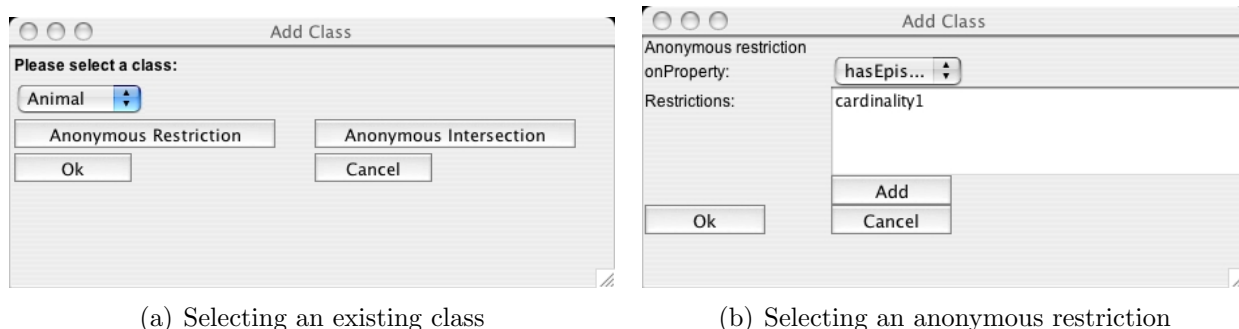 Add Class
Please select a class:
Animal
Anonymous Restriction Anonymous Intersection
Ok Cancel
(a) Selecting an existing class
Add Class
Anonymous restriction
onProperty: hasEpis...
Restrictions: cardinality1
Add
Ok Cancel
(b) Selecting an anonymous restriction